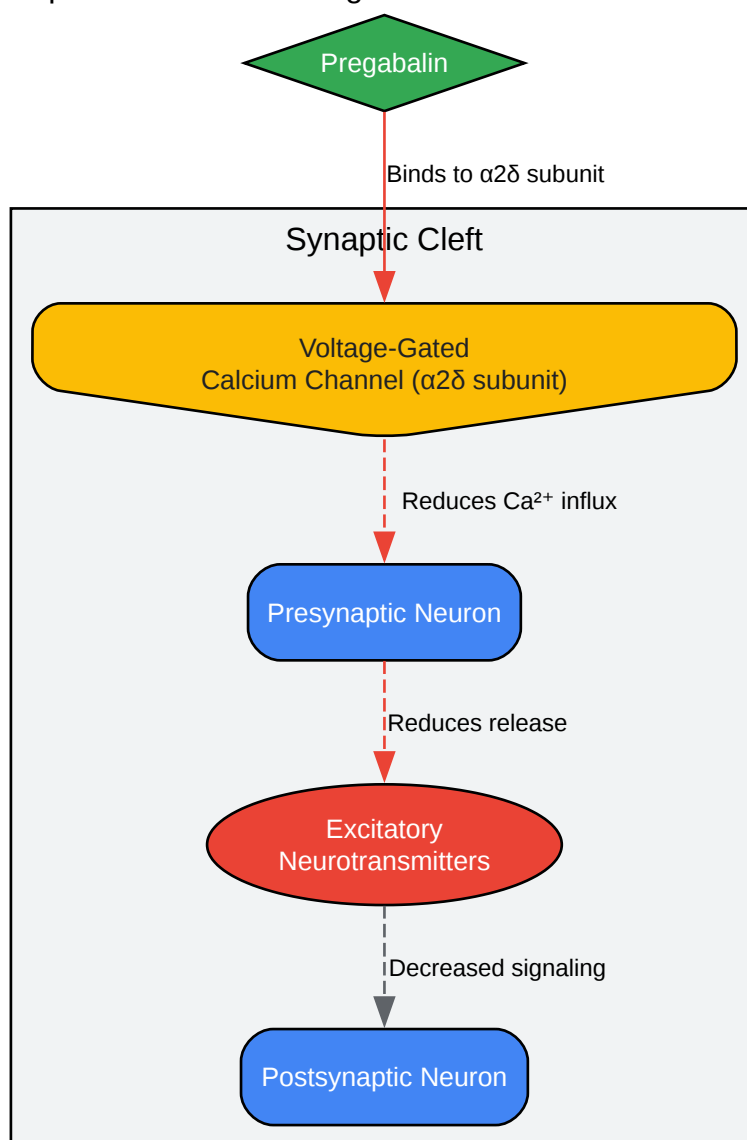 Pregabalin
Binds to α2δ subunit
Synaptic Cleft
Voltage-Gated
Calcium Channel (α2δ subunit)
Reduces Ca²⁺ influx
Presynaptic Neuron
Reduces release
Excitatory
Neurotransmitters
Decreased signaling
Postsynaptic Neuron